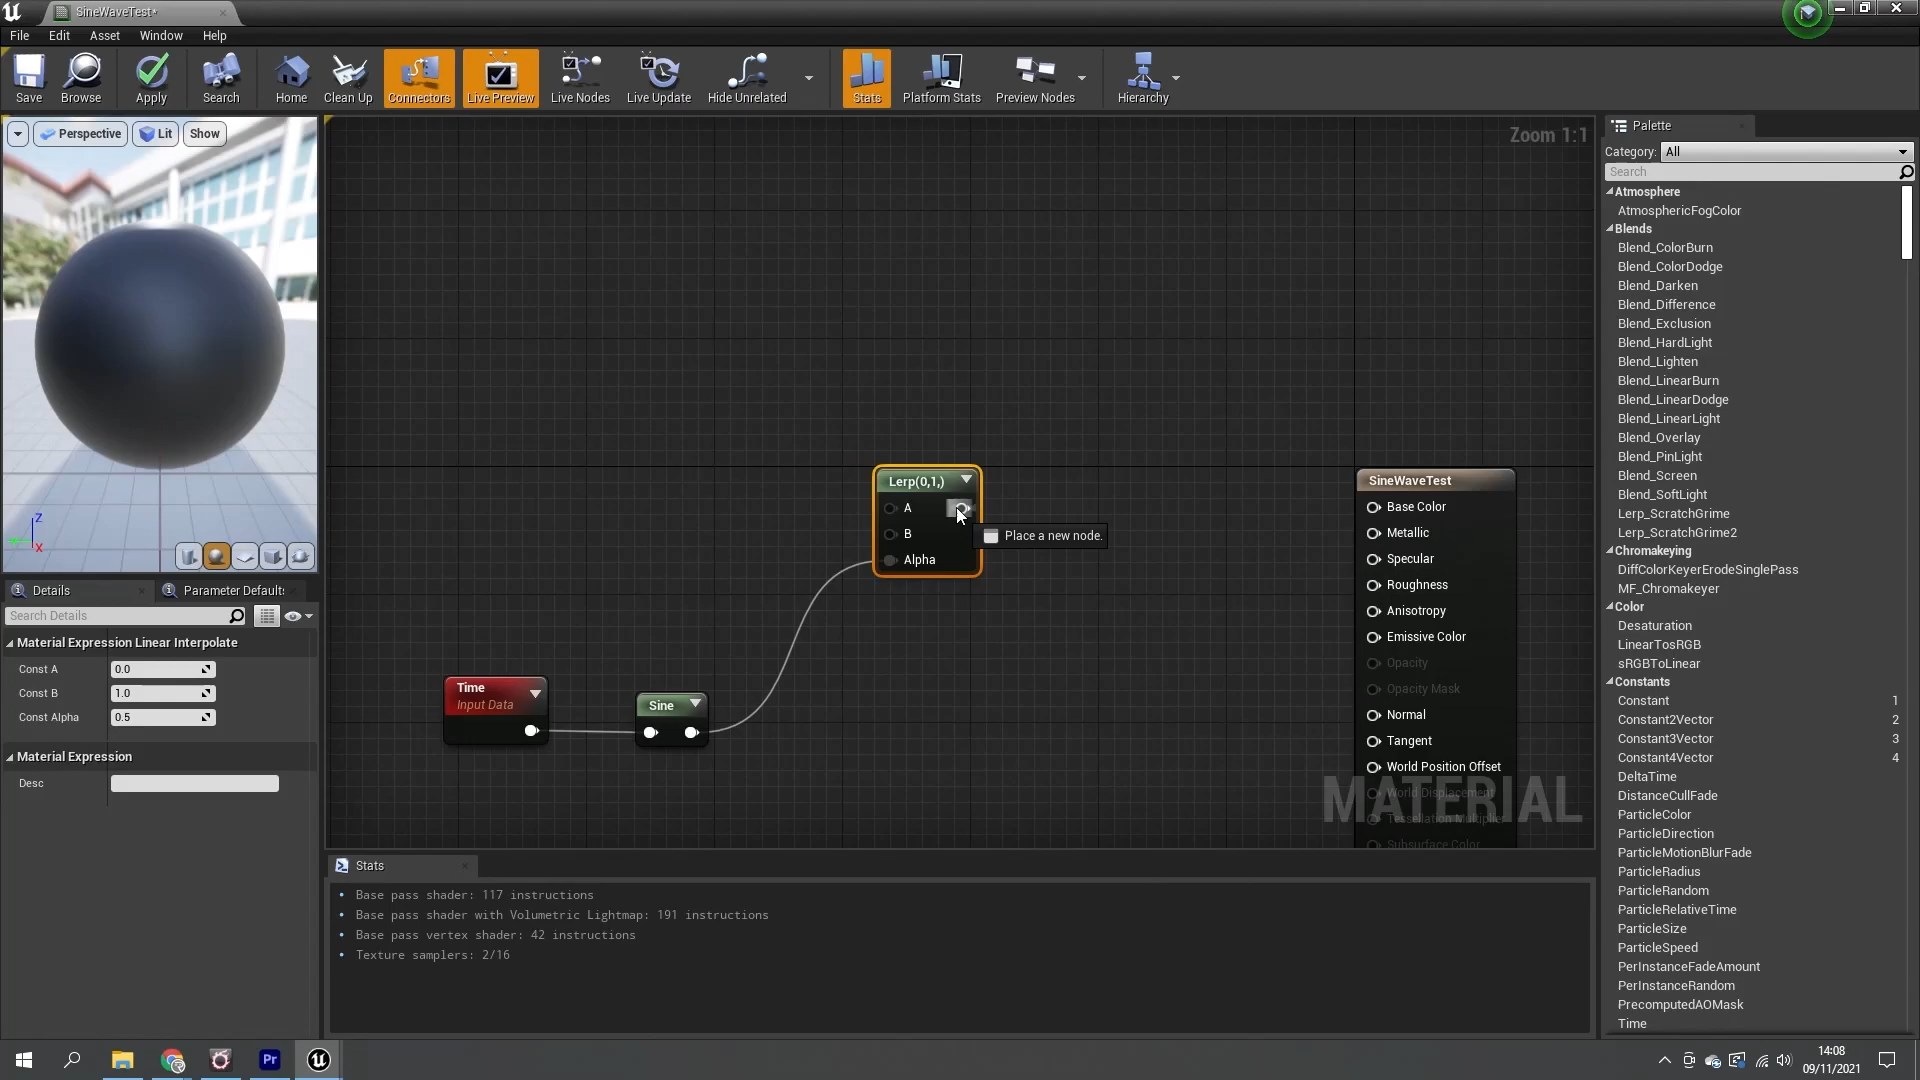 SineWaveTest*
File Edit Asset Window Help
Save Browse Apply Search Home Clean Up Connectors Live Preview Live Nodes Live Update Hide Unrelated Stats Platform Stats Preview Nodes Hierarchy
Perspective Lit Show
Zoom 1:1
Z
X
Lerp(0,1,)
A
B
Alpha
Place a new node.
Time
Input Data
Sine
SineWaveTest
Base Color
Metallic
Specular
Roughness
Anisotropy
Emissive Color
Opacity
Opacity Mask
Normal
Tangent
World Position Offset
World Displacement
Tessellation Multiplier
Subsurface Color
MATERIAL
Details Parameter Defaults
Search Details
Material Expression Linear Interpolate
Const A 0.0
Const B 1.0
Const Alpha 0.5
Material Expression
Desc
Stats
• Base pass shader: 117 instructions
• Base pass shader with Volumetric Lightmap: 191 instructions
• Base pass vertex shader: 42 instructions
• Texture samplers: 2/16
Palette
Category: All
Search
Atmosphere
AtmosphericFogColor
Blends
Blend_ColorBurn
Blend_ColorDodge
Blend_Darken
Blend_Difference
Blend_Exclusion
Blend_HardLight
Blend_Lighten
Blend_LinearBurn
Blend_LinearDodge
Blend_LinearLight
Blend_Overlay
Blend_PinLight
Blend_Screen
Blend_SoftLight
Lerp_ScratchGrime
Lerp_ScratchGrime2
Chromakeying
DiffColorKeyerErodeSinglePass
MF_Chromakeyer
Color
Desaturation
LinearTosRGB
sRGBToLinear
Constants
Constant 1
Constant2Vector 2
Constant3Vector 3
Constant4Vector 4
DeltaTime
DistanceCullFade
ParticleColor
ParticleDirection
ParticleMotionBlurFade
ParticleRadius
ParticleRandom
ParticleRelativeTime
ParticleSize
ParticleSpeed
PerInstanceFadeAmount
PerInstanceRandom
PrecomputedAOMask
Time
Pr
14:08
09/11/2021